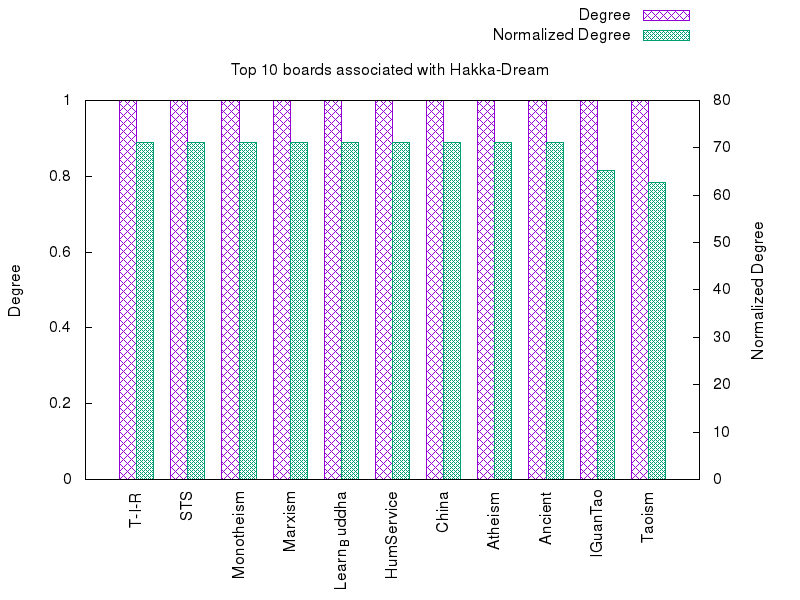 Degree
Normalized Degree
Top 10 boards associated with Hakka-Dream
1
0.8
0.6
0.4
0.2
0
Degree
80
70
60
50
40
30
20
10
0
Normalized Degree
T-I-R
STS
Monotheism
Marxism
LearnBuddha
HumService
China
Atheism
Ancient
IGuanTao
Taoism